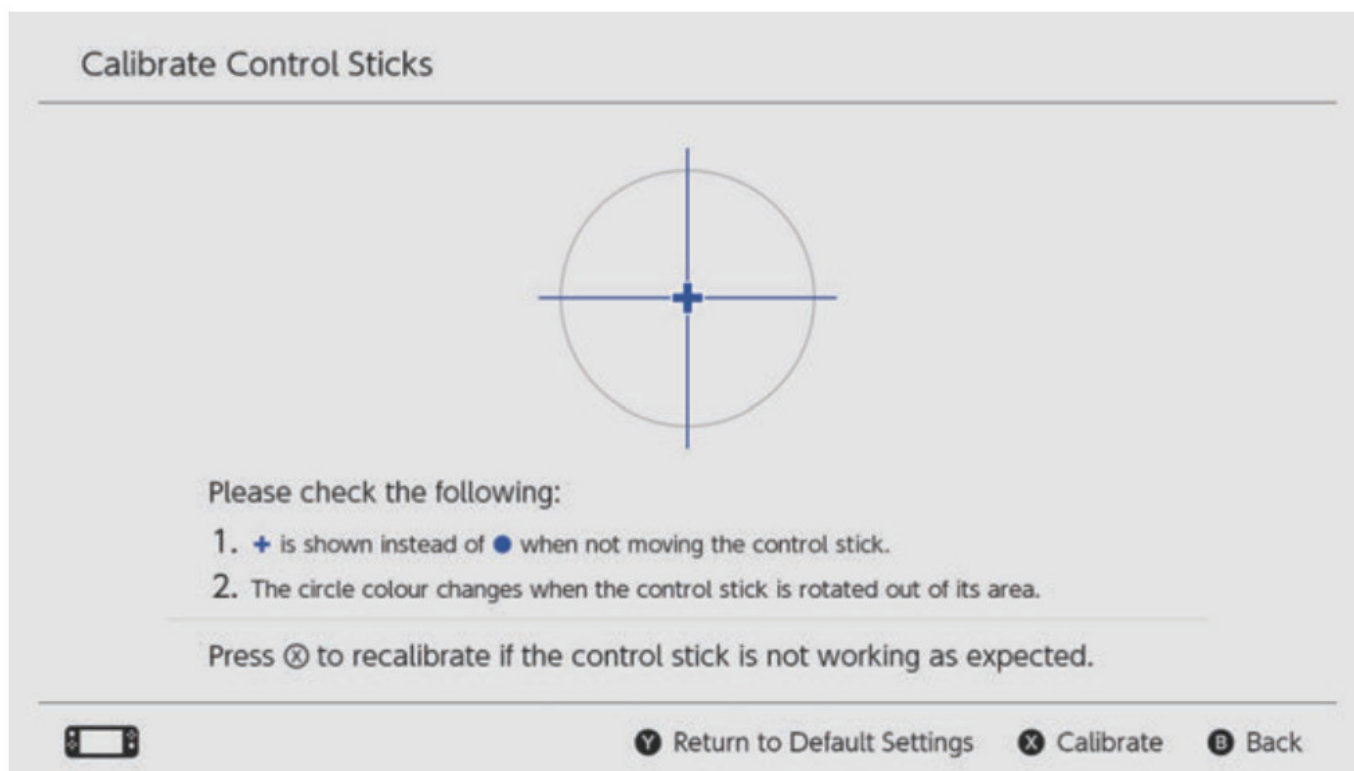 Calibrate Control Sticks
Please check the following:
1. + is shown instead of ● when not moving the control stick.
2. The circle colour changes when the control stick is rotated out of its area.
Press Ⓧ to recalibrate if the control stick is not working as expected.
Ⓨ Return to Default Settings Ⓧ Calibrate Ⓑ Back